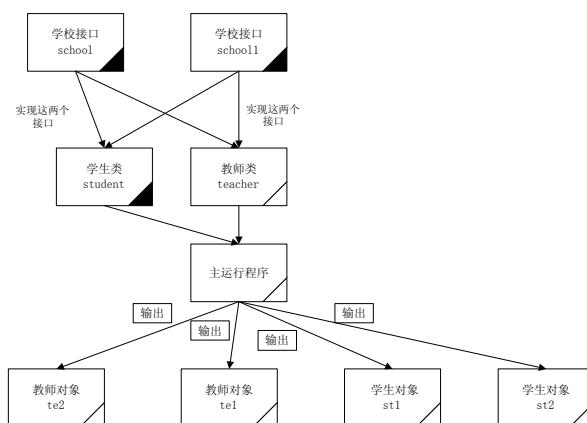 学校接口
school
学校接口
school1
实现这两个
接口
实现这两个
接口
学生类
student
教师类
teacher
主运行程序
输出
输出
输出
输出
教师对象
te2
教师对象
te1
学生对象
st1
学生对象
st2